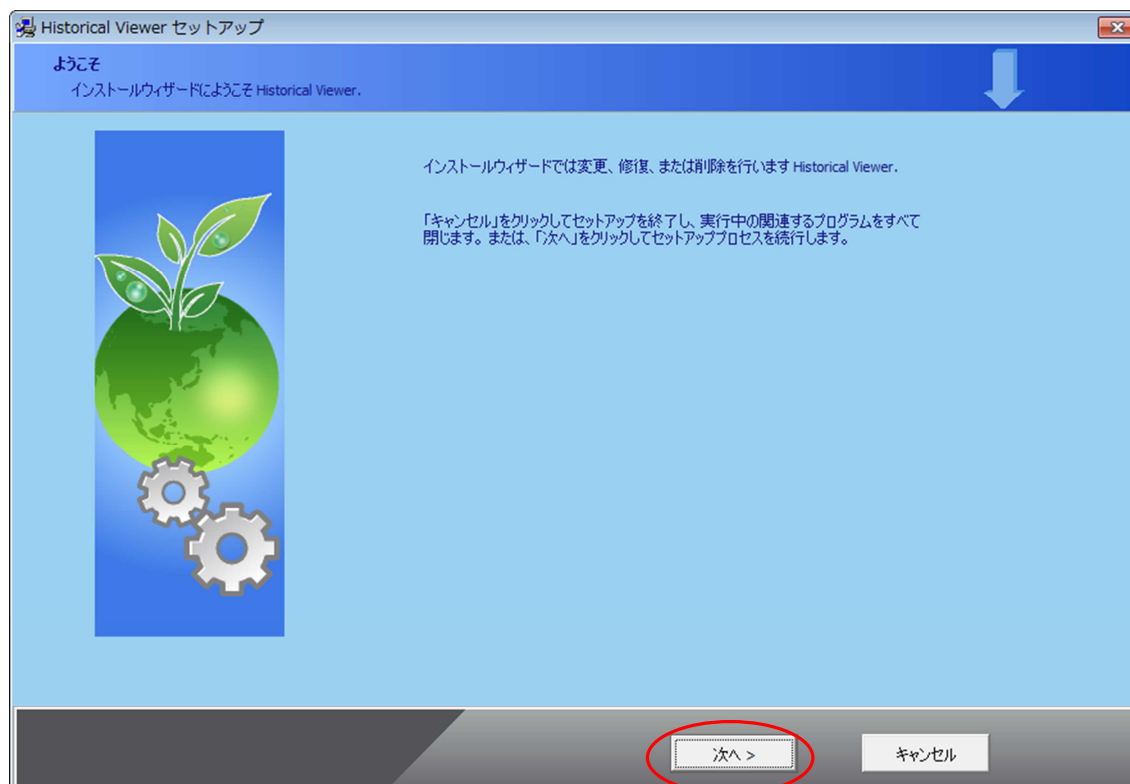 Historical Viewer セットアップ
ようこそ
インストールウィザードにようこそ Historical Viewer.
インストールウィザードでは変更、修復、または削除を行います Historical Viewer.
「キャンセル」をクリックしてセットアップを終了し、実行中の関連するプログラムをすべて
閉じます。または、「次へ」をクリックしてセットアッププロセスを続行します。
次へ >
キャンセル